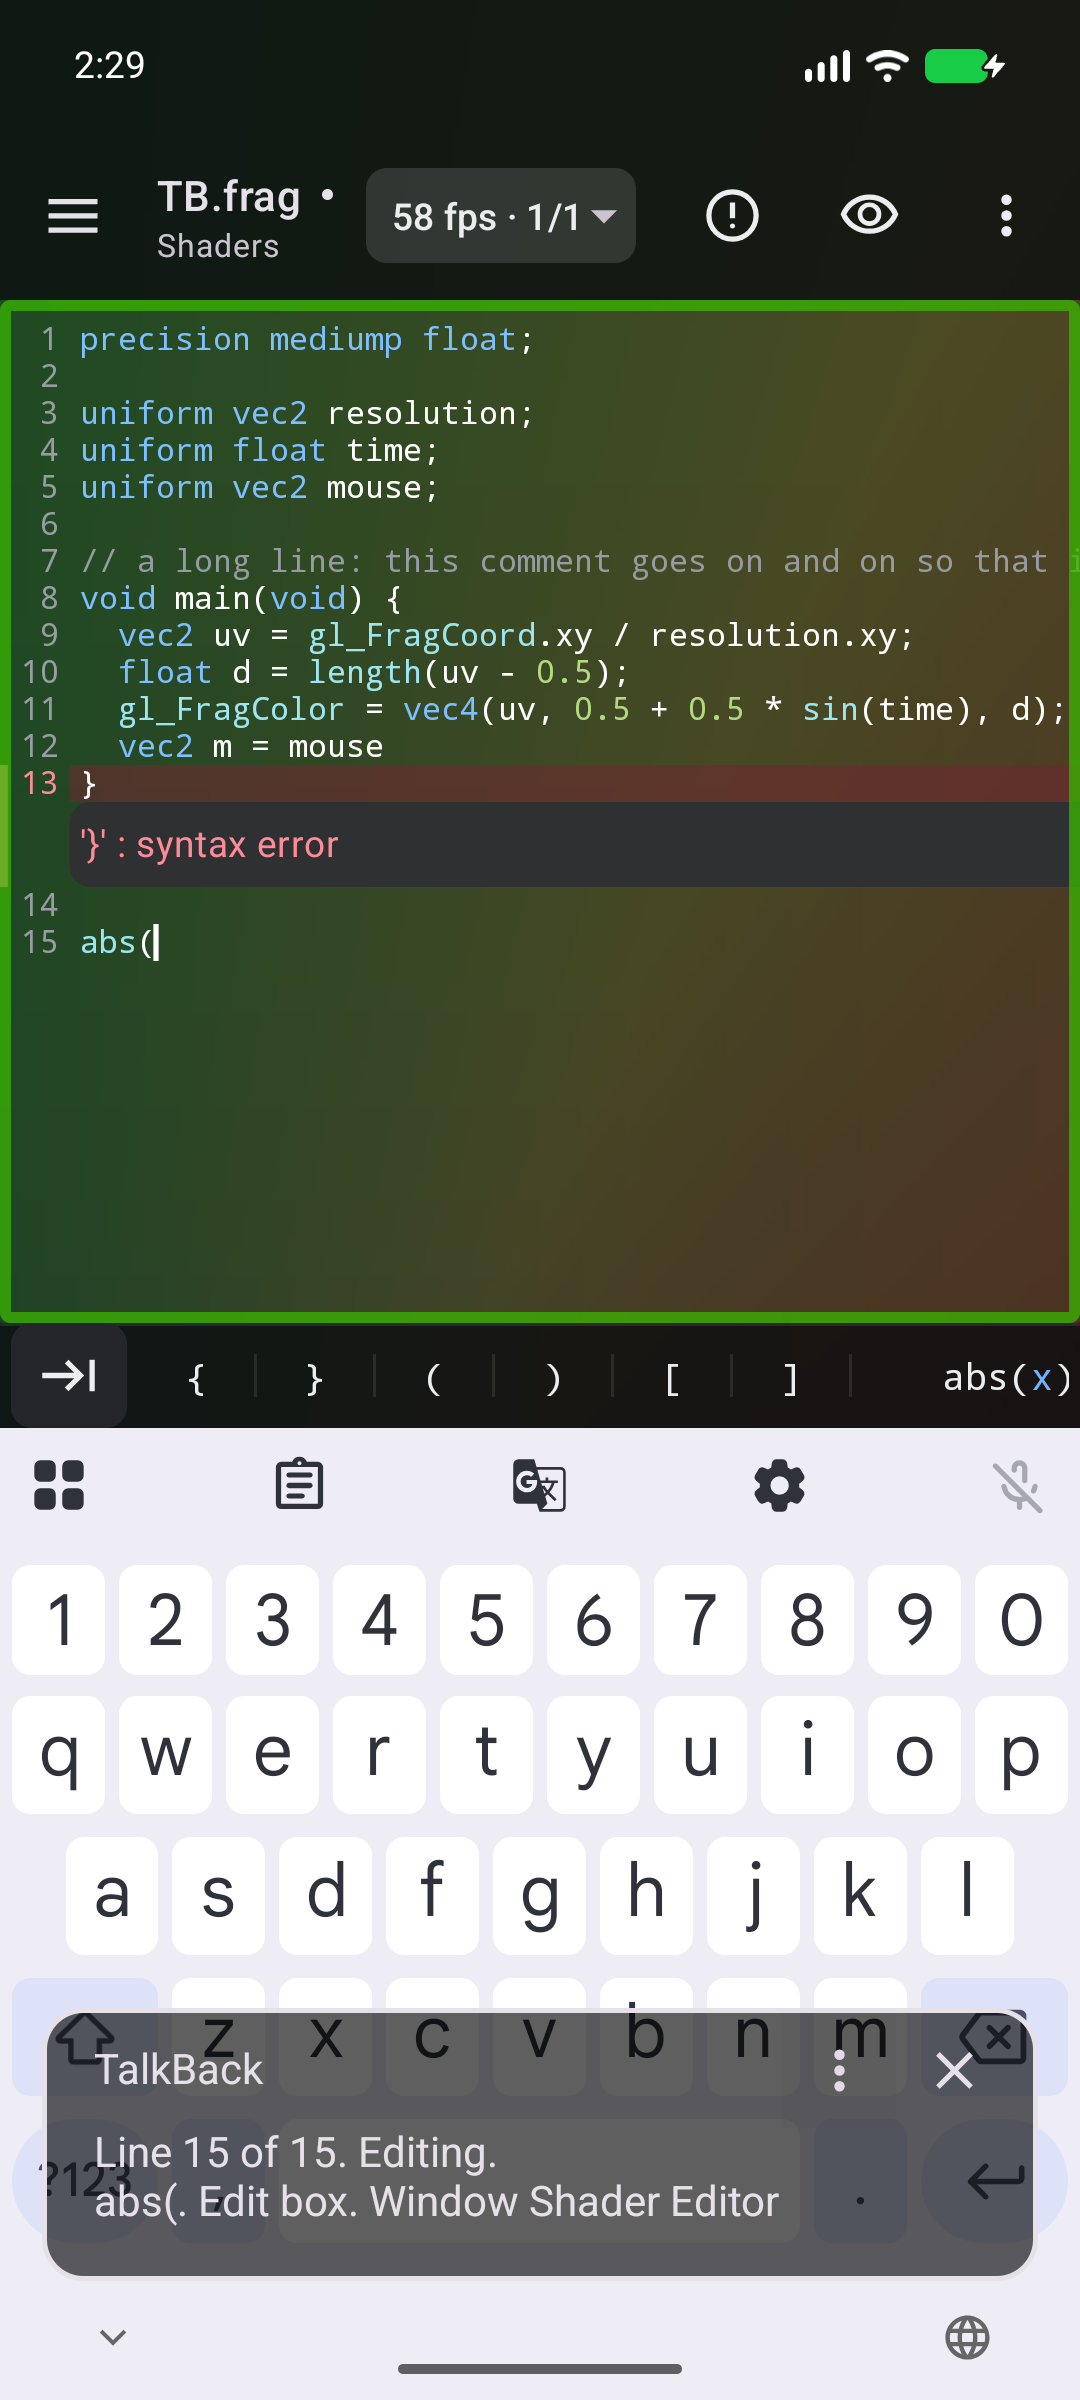 2:29
TB.frag •
Shaders
58 fps · 1/1
1 precision mediump float;
2
3 uniform vec2 resolution;
4 uniform float time;
5 uniform vec2 mouse;
6
7 // a long line: this comment goes on and on so that i
8 void main(void) {
9 vec2 uv = gl_FragCoord.xy / resolution.xy;
10 float d = length(uv - 0.5);
11 gl_FragColor = vec4(uv, 0.5 + 0.5 * sin(time), d);
12 vec2 m = mouse
13 }
'}' : syntax error
14
15 abs(
{ } ( ) [ ] abs(x)
1 2 3 4 5 6 7 8 9 0
q w e r t y u i o p
a s d f g h j k l
z x c v b n m
TalkBack
?123 , .
Line 15 of 15. Editing.
abs(. Edit box. Window Shader Editor